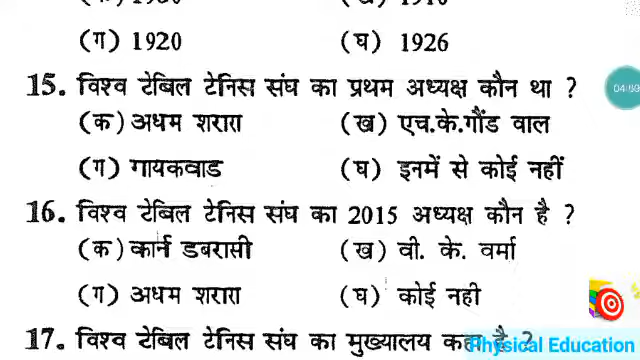 (ग) 1920 (घ) 1926
15. विश्व टेबिल टेनिस संघ का प्रथम अध्यक्ष कौन था ?
(क) अधम शरारा (ख) एच.के.गौंड वाल
(ग) गायकवाड (घ) इनमें से कोई नहीं
16. विश्व टेबिल टेनिस संघ का 2015 अध्यक्ष कौन है ?
(क) कार्न डबरासी (ख) वी. के. वर्मा
(ग) अधम शरारा (घ) कोई नही
17. विश्व टेबिल टेनिस संघ का मुख्यालय कहा है ?
Physical Education